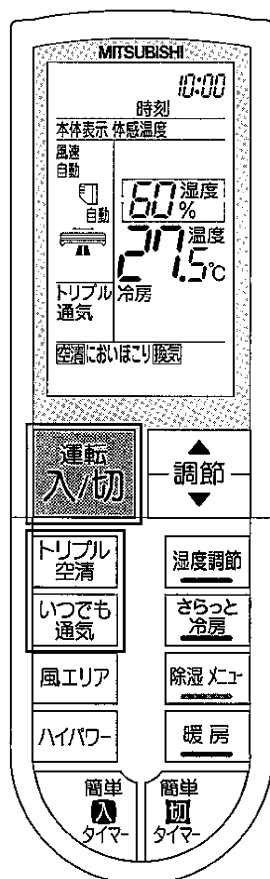 MITSUBISHI
10:00
時刻
本体表示 体感温度
風速
自動
自動
60% 湿度
温度
27.5℃
トリプル
通気
冷房
空清においほこり換気
運転
入/切
▲
調節
▼
トリプル
空清
湿度調節
いつでも
通気
さらっと
冷房
風エリア
除湿メニュー
ハイパワー
暖房
簡単
入
タイマー
簡単
切
タイマー